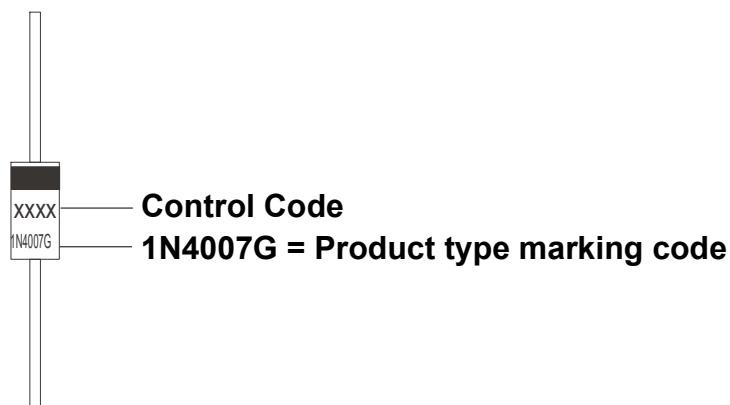 XXXX
Control Code
1N4007G
1N4007G = Product type marking code